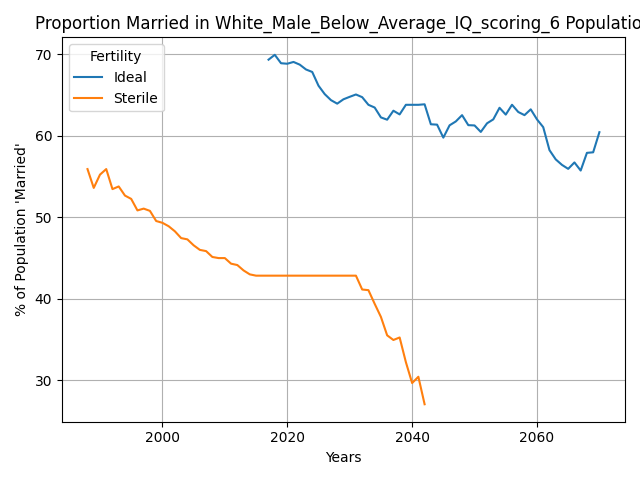 Proportion Married in White_Male_Below_Average_IQ_scoring_6 Populatio
Fertility
Ideal
Sterile
70
60
50
40
30
% of Population 'Married'
2000 2020 2040 2060
Years